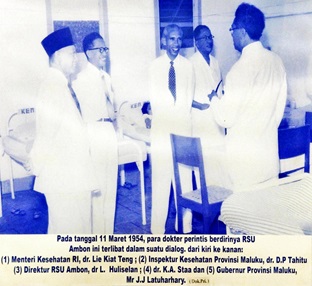 Pada tanggal 11 Maret 1954, para dokter perintis berdirinya RSU
Ambon ini terlibat dalam suatu dialog. dari kiri ke kanan:
(1) Menteri Kesehatan RI, dr. Lie Kiat Teng ; (2) Inspektur Kesehatan Provinsi Maluku, dr. D.P Tahitu
(3) Direktur RSU Ambon, dr L. Huliselan ; (4) dr. K.A. Staa dan (5) Gubernur Provinsi Maluku,
Mr J.J Latuharhary.